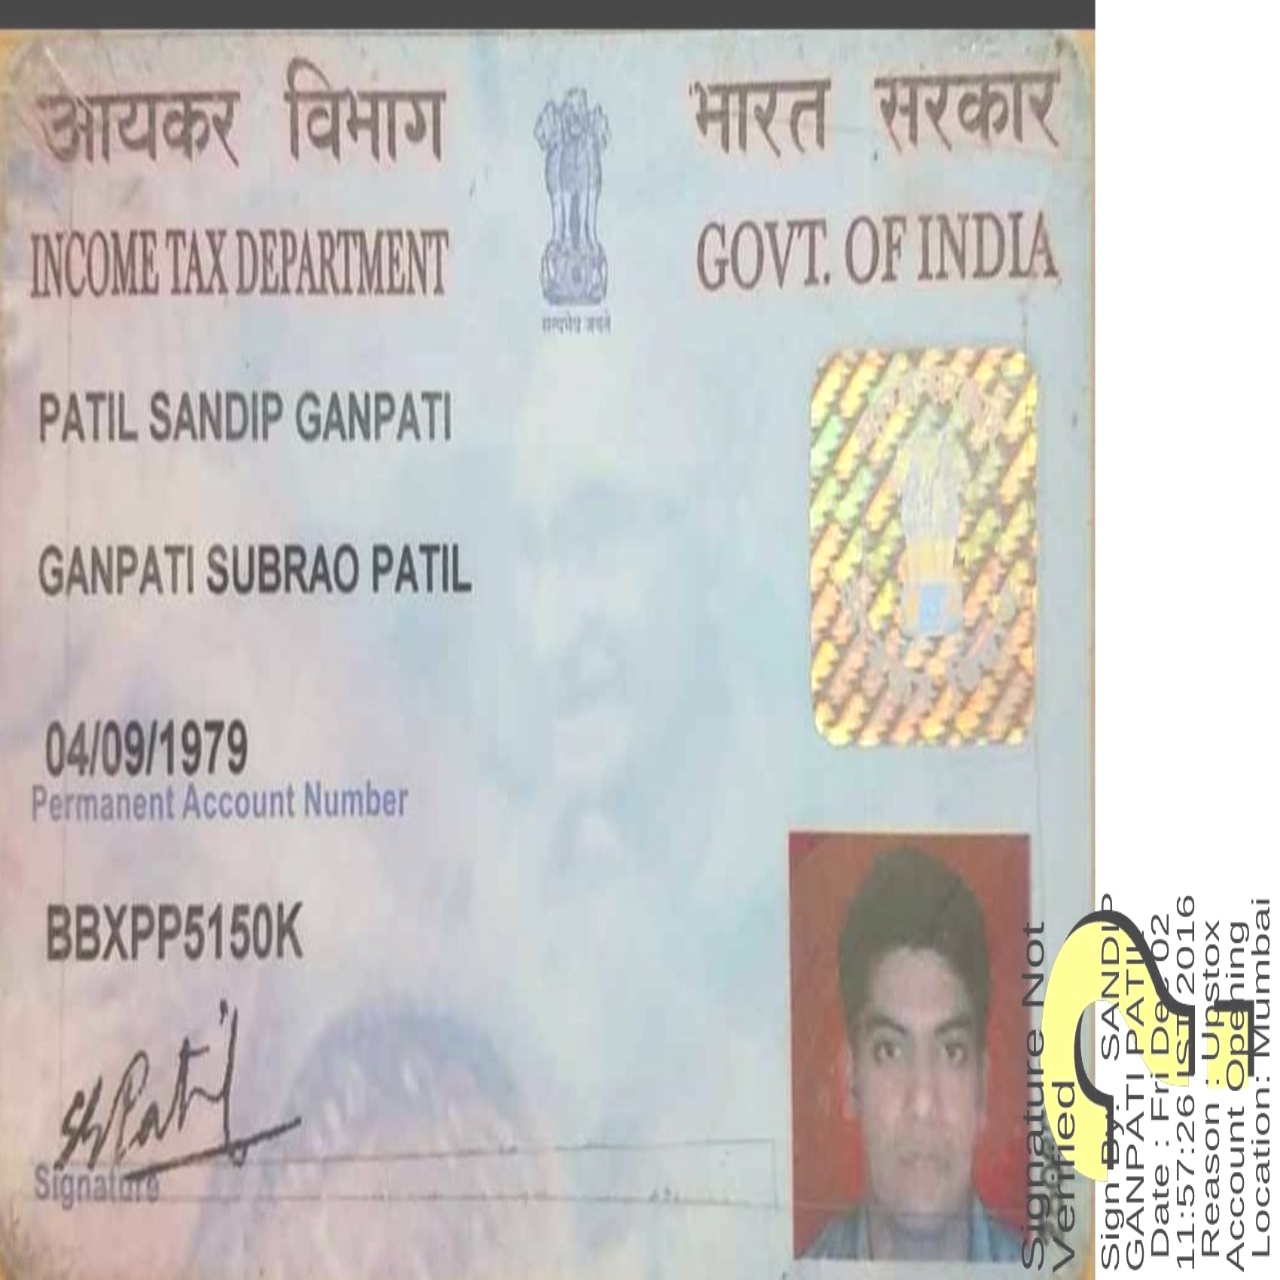 आयकर विभाग
भारत सरकार
INCOME TAX DEPARTMENT
GOVT. OF INDIA
सत्यमेव जयते
PATIL SANDIP GANPATI
GANPATI SUBRAO PATIL
04/09/1979
Permanent Account Number
BBXPP5150K
Sg Patil
Signature
Signature Not
Verified
Sign By: SANDIP
GANPATI PATIL
Date : Fri Dec 02
11:57:26 IST 2016
Reason : Upstox
Account Opening
Location: Mumbai